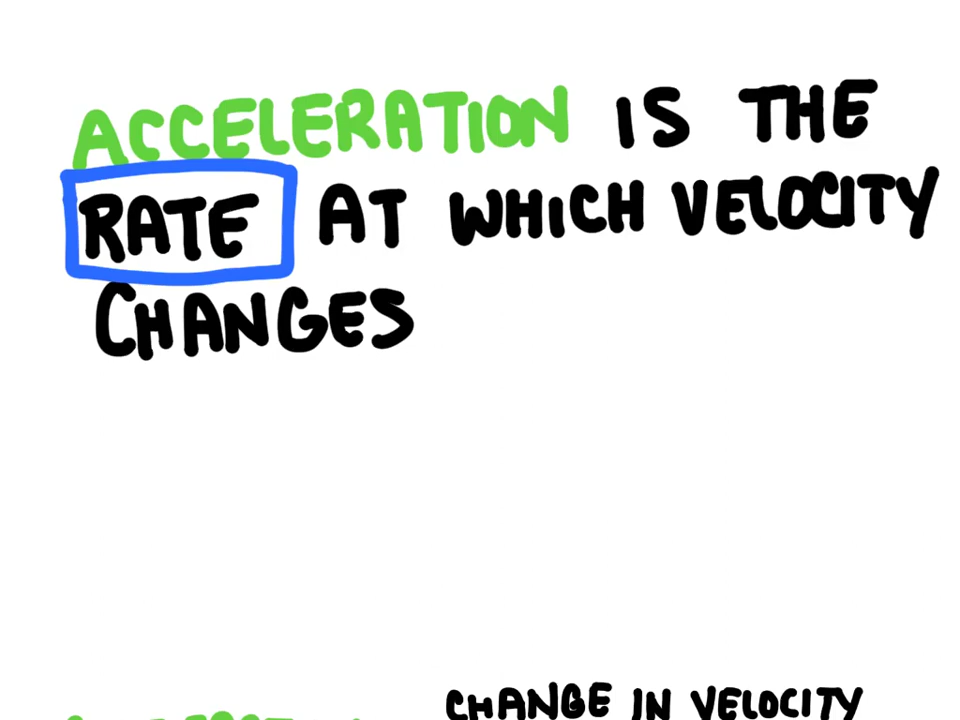 ACCELERATION IS THE
RATE AT WHICH VELOCITY
CHANGES
CHANGE IN VELOCITY